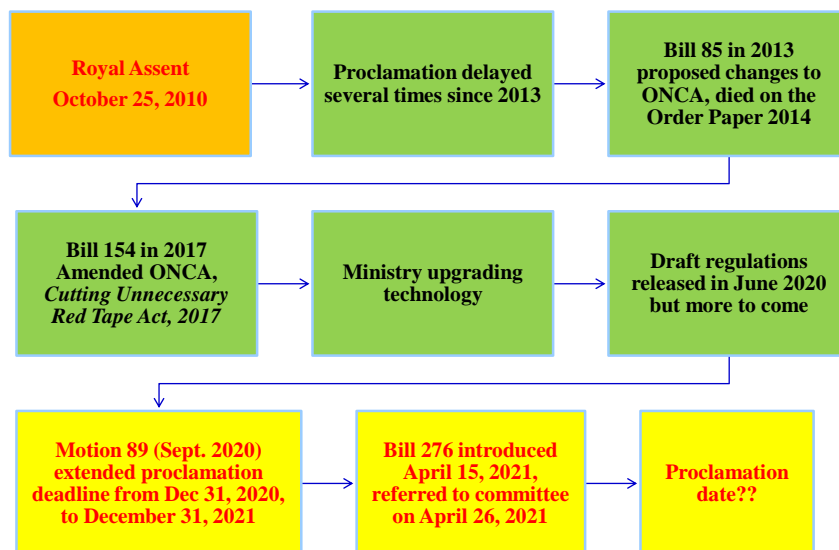 Royal Assent
October 25, 2010
Proclamation delayed
several times since 2013
Bill 85 in 2013
proposed changes to
ONCA, died on the
Order Paper 2014
Bill 154 in 2017
Amended ONCA,
Cutting Unnecessary
Red Tape Act, 2017
Ministry upgrading
technology
Draft regulations
released in June 2020
but more to come
Motion 89 (Sept. 2020)
extended proclamation
deadline from Dec 31, 2020,
to December 31, 2021
Bill 276 introduced
April 15, 2021,
referred to committee
on April 26, 2021
Proclamation
date??